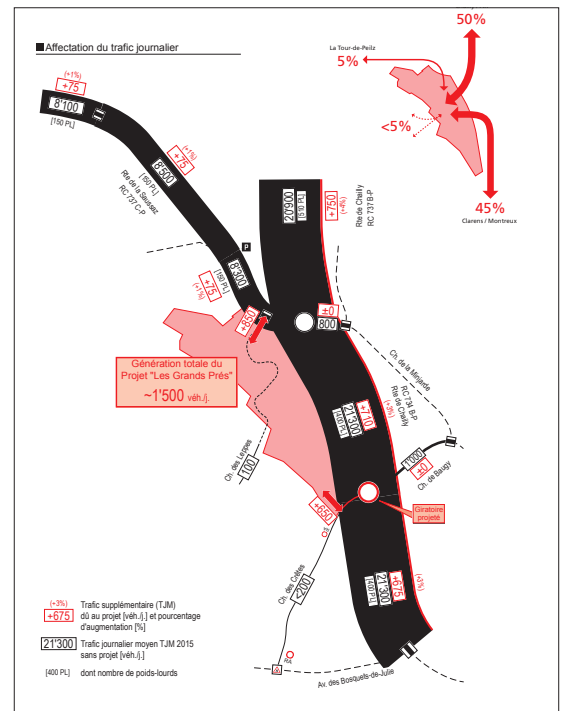 Affectation du trafic journalier
50%
La Tour-de-Peilz
5%
<5%
45%
Clarens / Montreux
(+1%)
+75
8'100
[150 PL]
(+1%)
+75
8'500
[150 PL]
Rte de la Saussaz
RC 737 C-P
20'900
[510 PL]
+750
(+4%)
Rte de Chailly
RC 737 B-P
P
8'300
[150 PL]
+75
(+1%)
+850
±0
800
Génération totale du
Projet "Les Grands Prés"
~1'500 véh./j.
Ch. de la Minjarde
RC 734 B-P
Rte de Chailly
(+3%)
+710
21'300
[400 PL]
Ch. des Leppes
100
1'000
±0
Ch. de Baugy
+650
Giratoire
projeté
S
Ch. des Crêtes
<200
(+3%)
+675
21'300
[400 PL]
RA
Av. des Bosquets-de-Julie
(+3%)
+675
Trafic supplémentaire (TJM)
dû au projet [véh./j.] et pourcentage
d'augmentation [%]
21'300
Trafic journalier moyen TJM 2015
sans projet [véh./j.]
[400 PL]
dont nombre de poids-lourds